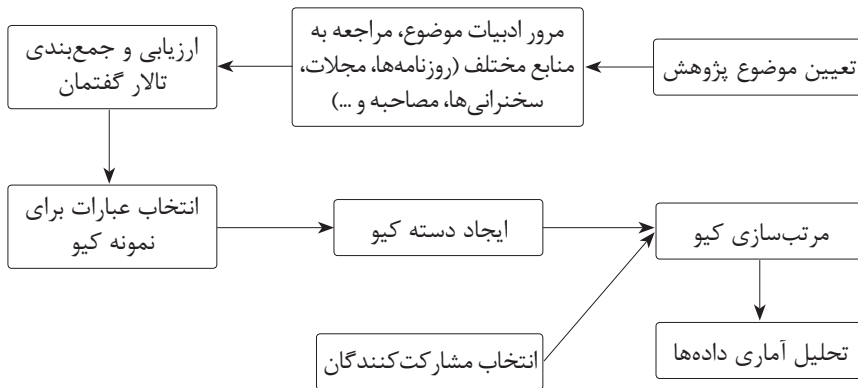 تعیین موضوع پژوهش
مرور ادبیات موضوع، مراجعه به
منابع مختلف (روزنامه‌ها، مجلات،
سخنرانی‌ها، مصاحبه و ...)
ارزیابی و جمع‌بندی
تالار گفتمان
انتخاب عبارات برای
نمونه کیو
ایجاد دسته کیو
مرتب‌سازی کیو
انتخاب مشارکت‌کنندگان
تحلیل آماری داده‌ها